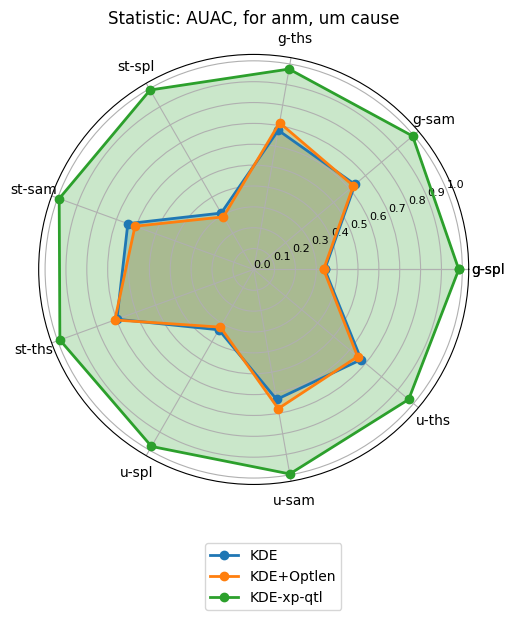 Statistic: AUAC, for anm, um cause
g-ths
st-spl
g-sam
st-sam
1.0
0.9
0.8
0.7
0.6
0.5
0.4
0.3
0.2
0.1
0.0
g-spl
st-ths
u-ths
u-spl
u-sam
KDE
KDE+Optlen
KDE-xp-qtl